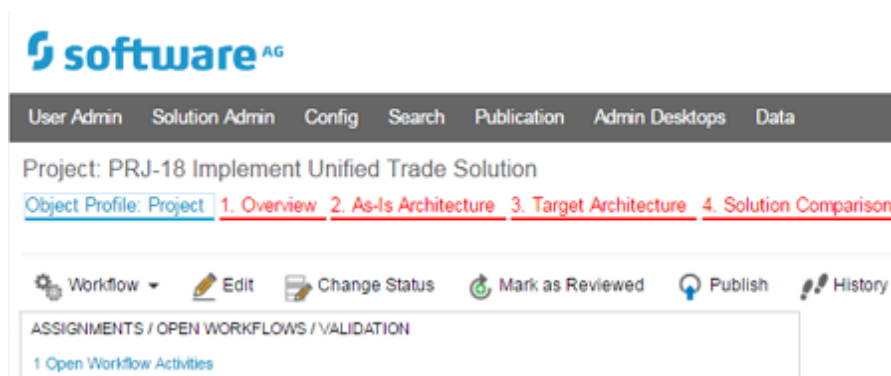 software AG
User Admin Solution Admin Config Search Publication Admin Desktops Data
Project: PRJ-18 Implement Unified Trade Solution
Object Profile: Project 1. Overview 2. As-Is Architecture 3. Target Architecture 4. Solution Comparison
Workflow Edit Change Status Mark as Reviewed Publish History
ASSIGNMENTS / OPEN WORKFLOWS / VALIDATION
1 Open Workflow Activities